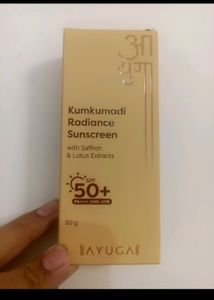 आ
युगा
Kumkumadi
Radiance
Sunscreen
with Saffron
& Lotus Extracts
SPF
50+
PA++++ | UVA | UVB
50 g
AYUGA